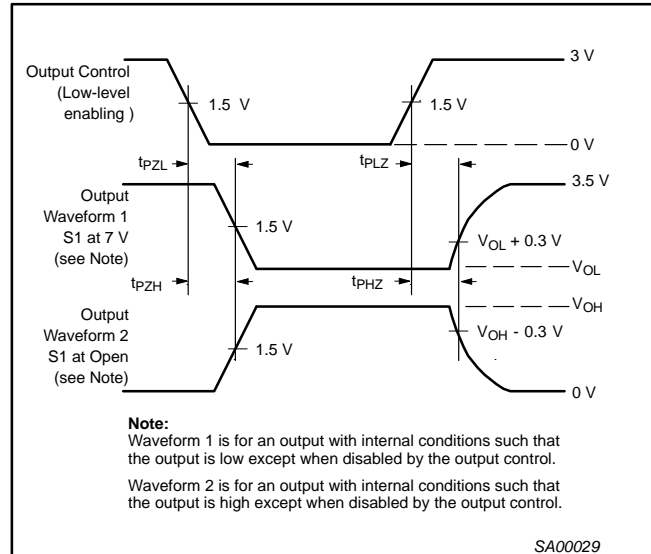 3 V
Output Control
(Low-level
enabling )
1.5 V
1.5 V
0 V
tPZL
tPLZ
3.5 V
Output
Waveform 1
S1 at 7 V
(see Note)
1.5 V
VOL + 0.3 V
VOL
tPZH
tPHZ
VOH
Output
Waveform 2
S1 at Open
(see Note)
1.5 V
VOH - 0.3 V
0 V
Note:
Waveform 1 is for an output with internal conditions such that
the output is low except when disabled by the output control.
Waveform 2 is for an output with internal conditions such that
the output is high except when disabled by the output control.
SA00029